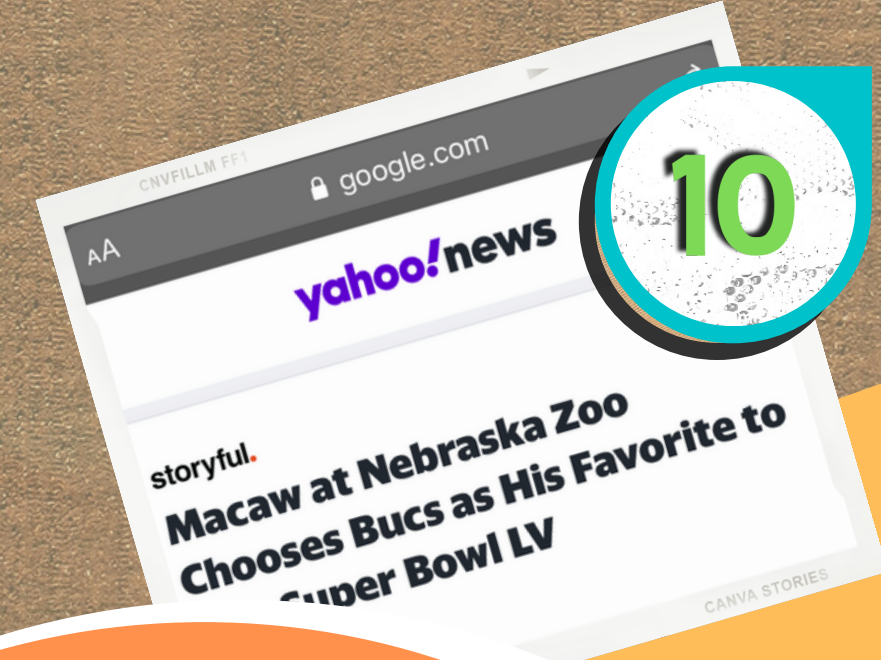 CNVFILLM FF1
AA google.com
10
yahoo!news
storyful.
Macaw at Nebraska Zoo
Chooses Bucs as His Favorite to
Super Bowl LV
CANVA STORIES